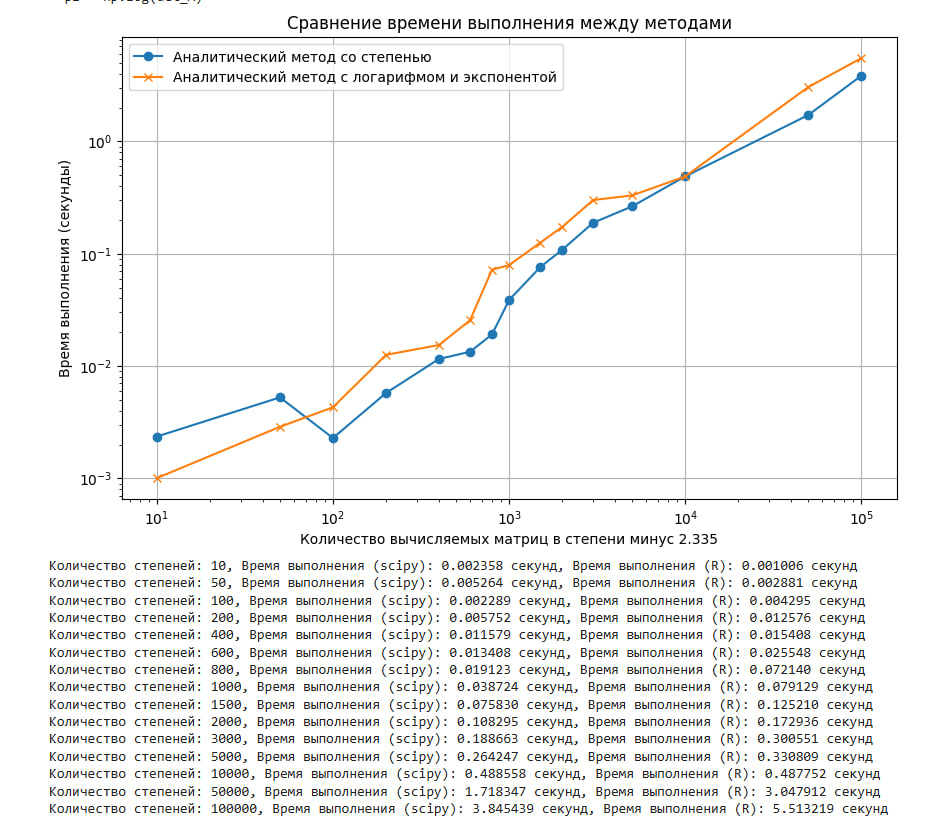 Сравнение времени выполнения между методами
Аналитический метод со степенью
Аналитический метод с логарифмом и экспонентой
Время выполнения (секунды)
10⁰
10⁻¹
10⁻²
10⁻³
10¹ 10² 10³ 10⁴ 10⁵
Количество вычисляемых матриц в степени минус 2.335
Количество степеней: 10, Время выполнения (scipy): 0.002358 секунд, Время выполнения (R): 0.001006 секунд
Количество степеней: 50, Время выполнения (scipy): 0.005264 секунд, Время выполнения (R): 0.002881 секунд
Количество степеней: 100, Время выполнения (scipy): 0.002289 секунд, Время выполнения (R): 0.004295 секунд
Количество степеней: 200, Время выполнения (scipy): 0.005752 секунд, Время выполнения (R): 0.012576 секунд
Количество степеней: 400, Время выполнения (scipy): 0.011579 секунд, Время выполнения (R): 0.015408 секунд
Количество степеней: 600, Время выполнения (scipy): 0.013408 секунд, Время выполнения (R): 0.025548 секунд
Количество степеней: 800, Время выполнения (scipy): 0.019123 секунд, Время выполнения (R): 0.072140 секунд
Количество степеней: 1000, Время выполнения (scipy): 0.038724 секунд, Время выполнения (R): 0.079129 секунд
Количество степеней: 1500, Время выполнения (scipy): 0.075830 секунд, Время выполнения (R): 0.125210 секунд
Количество степеней: 2000, Время выполнения (scipy): 0.108295 секунд, Время выполнения (R): 0.172936 секунд
Количество степеней: 3000, Время выполнения (scipy): 0.188663 секунд, Время выполнения (R): 0.300551 секунд
Количество степеней: 5000, Время выполнения (scipy): 0.264247 секунд, Время выполнения (R): 0.330809 секунд
Количество степеней: 10000, Время выполнения (scipy): 0.488558 секунд, Время выполнения (R): 0.487752 секунд
Количество степеней: 50000, Время выполнения (scipy): 1.718347 секунд, Время выполнения (R): 3.047912 секунд
Количество степеней: 100000, Время выполнения (scipy): 3.845439 секунд, Время выполнения (R): 5.513219 секунд